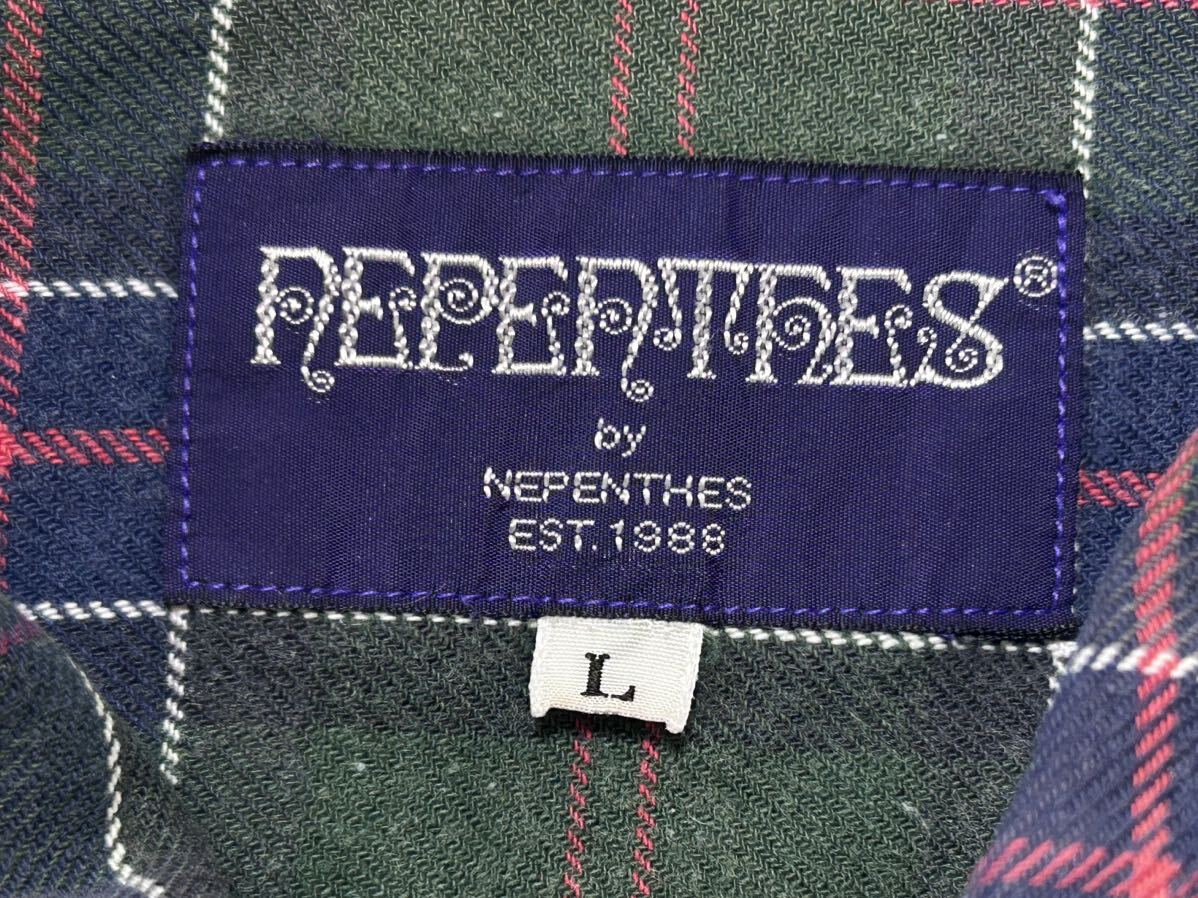 NEPENTHES®
by
NEPENTHES
EST. 1988
L